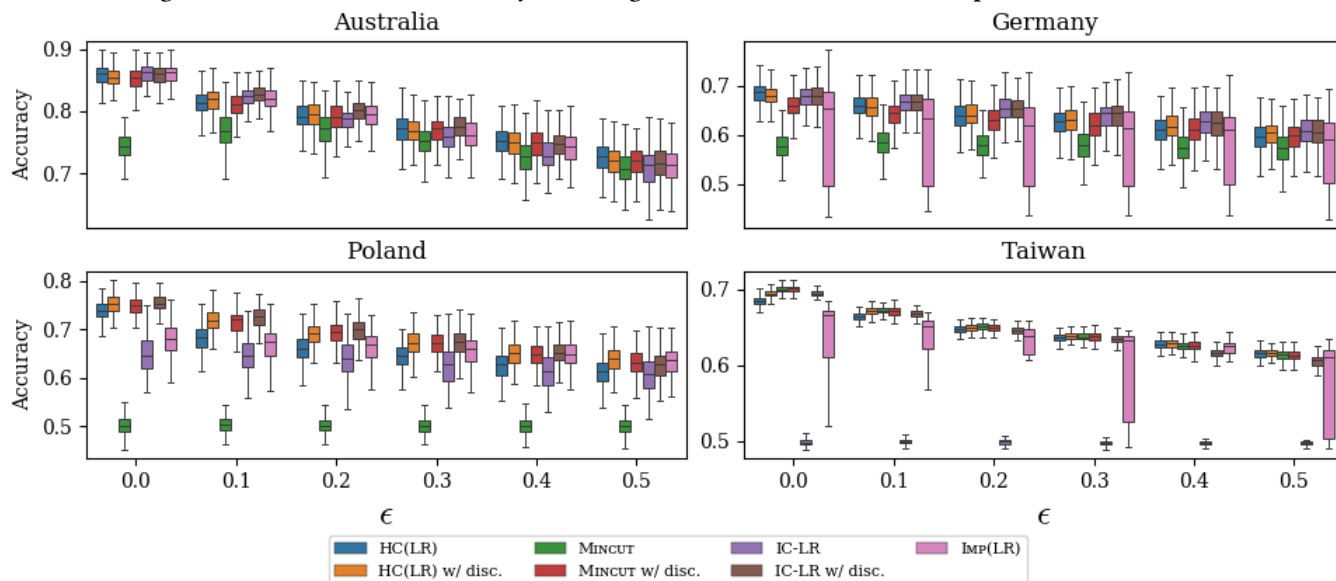 Australia
Germany
0.9
0.8
0.7
Accuracy
0.7
0.6
0.5
Poland
Taiwan
0.8
0.7
0.6
0.5
Accuracy
0.7
0.6
0.5
0.0 0.1 0.2 0.3 0.4 0.5
0.0 0.1 0.2 0.3 0.4 0.5
ϵ
ϵ
HC(LR) MINCUT IC-LR IMP(LR)
HC(LR) w/ disc. MINCUT w/ disc. IC-LR w/ disc.